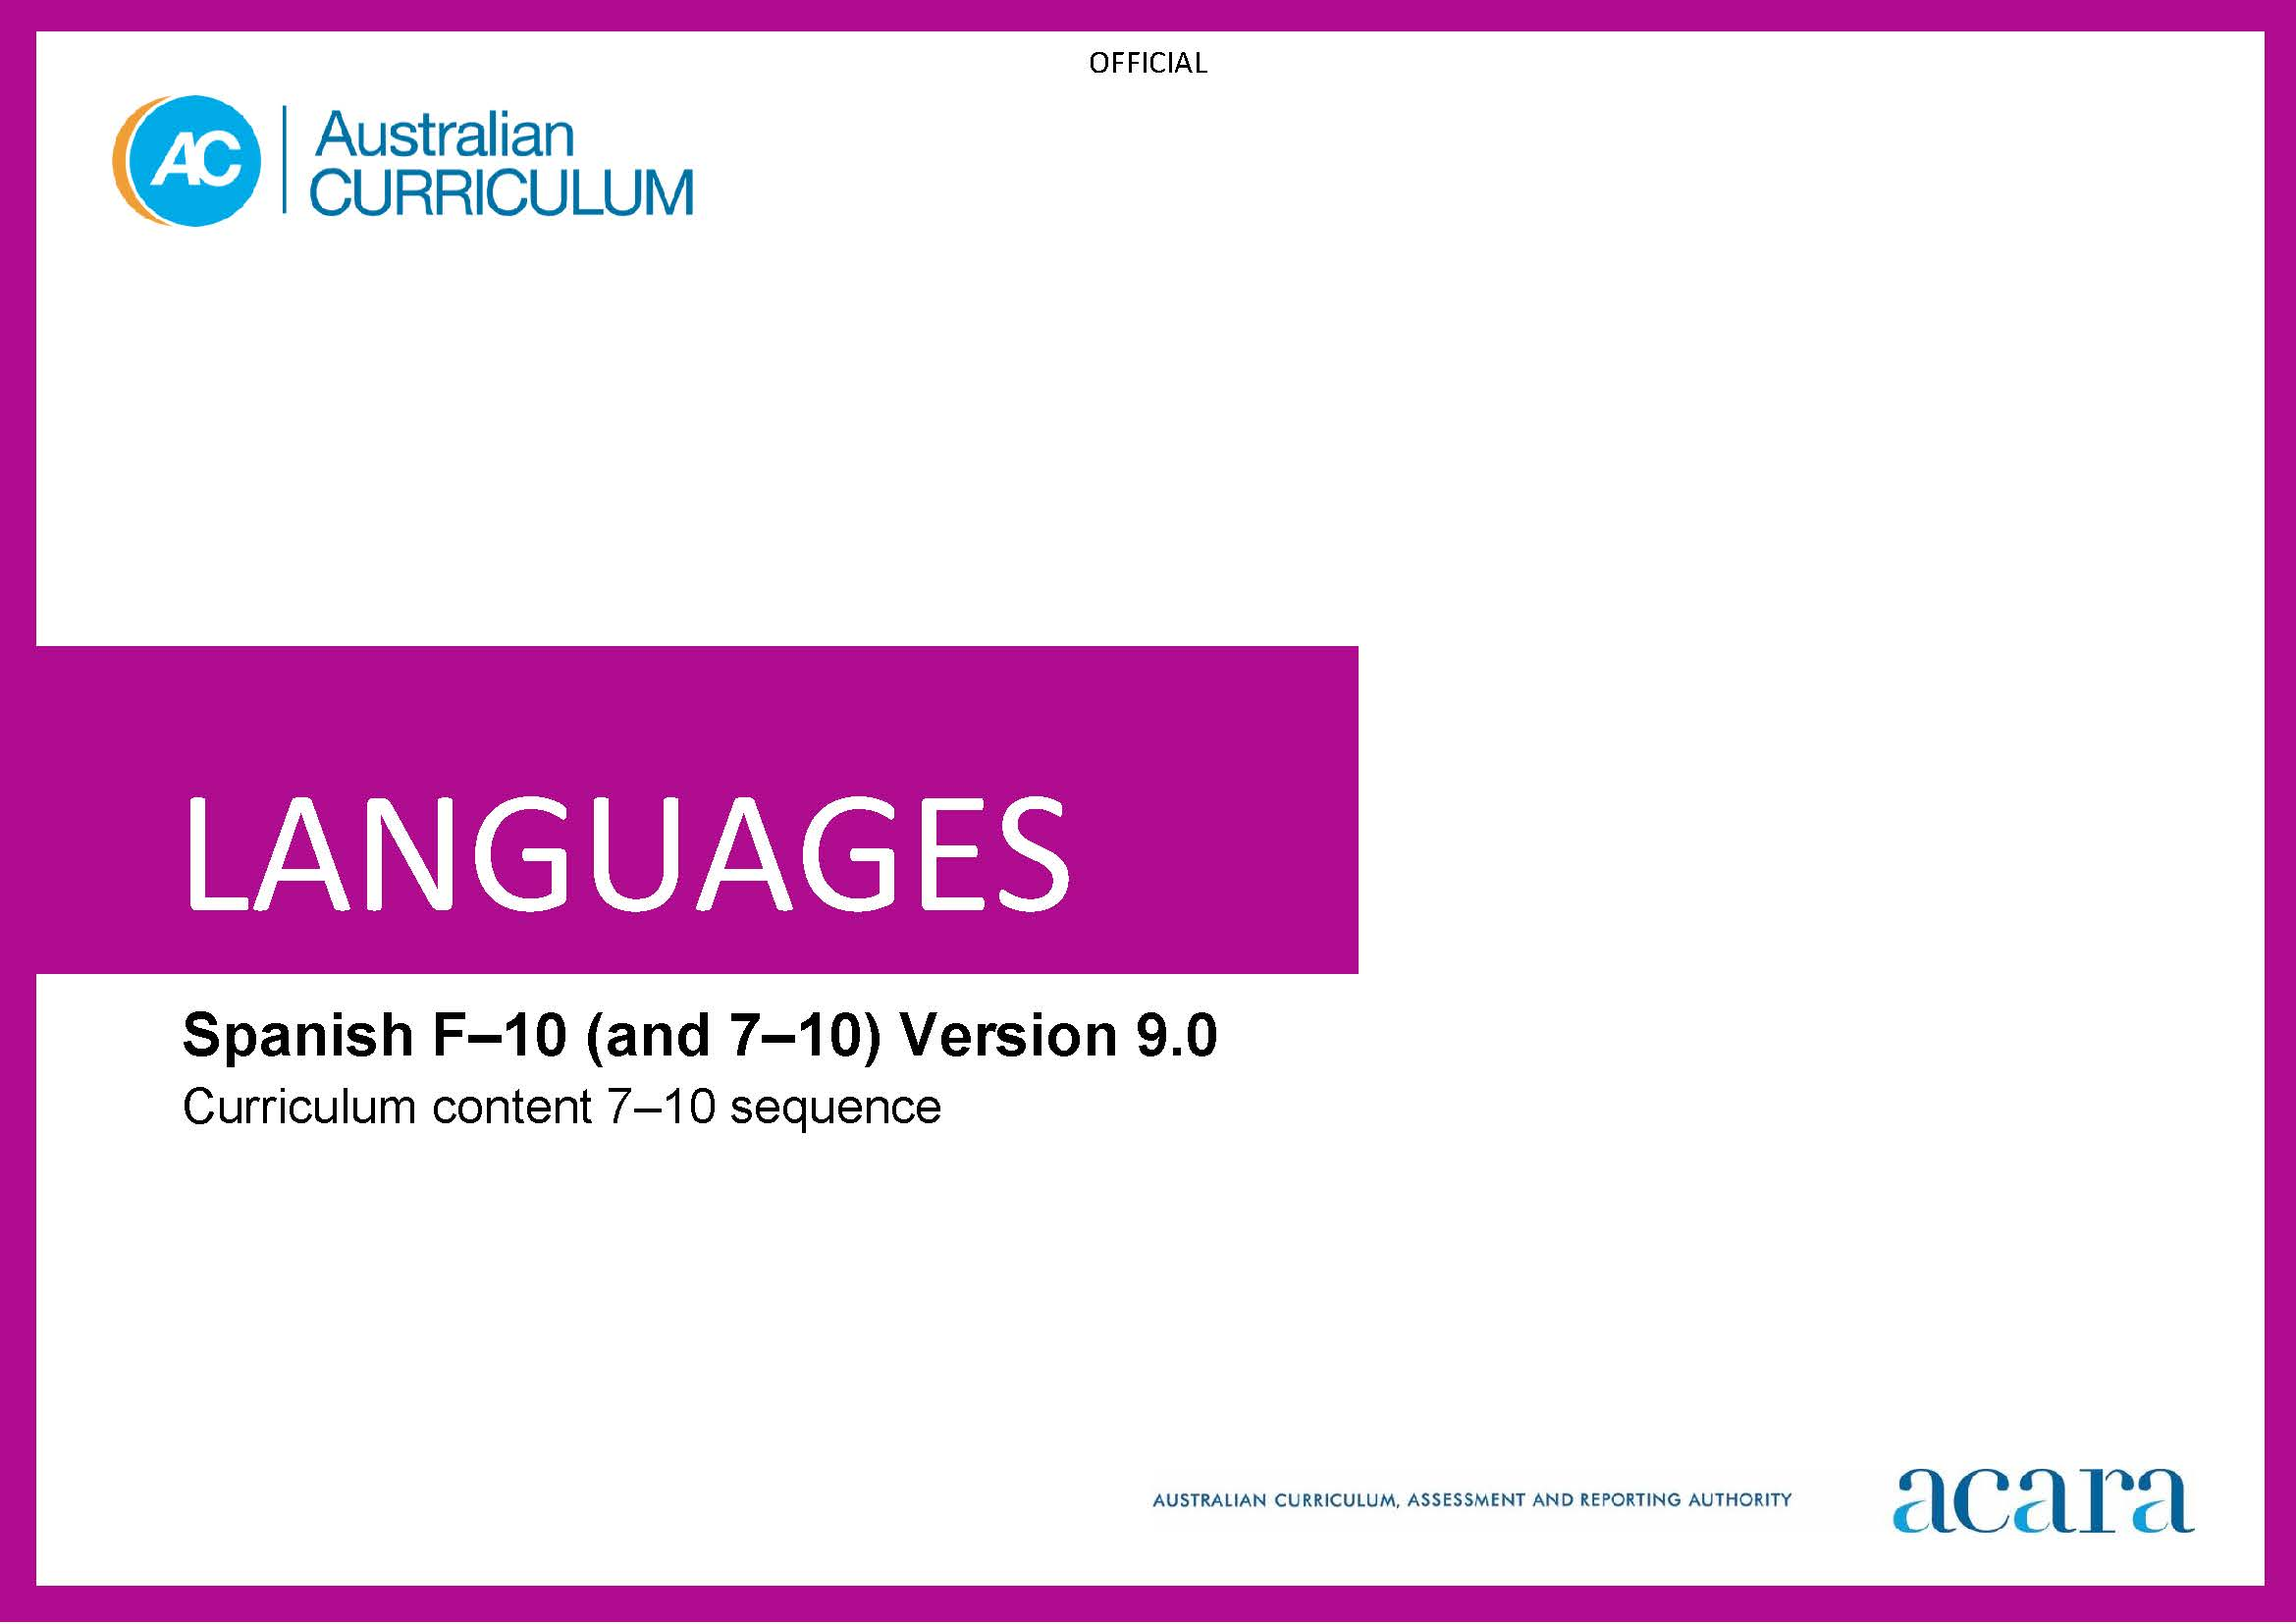 OFFICIAL
AC
Australian
CURRICULUM
LANGUAGES
Spanish F–10 (and 7–10) Version 9.0
Curriculum content 7–10 sequence
AUSTRALIAN CURRICULUM, ASSESSMENT AND REPORTING AUTHORITY
acara